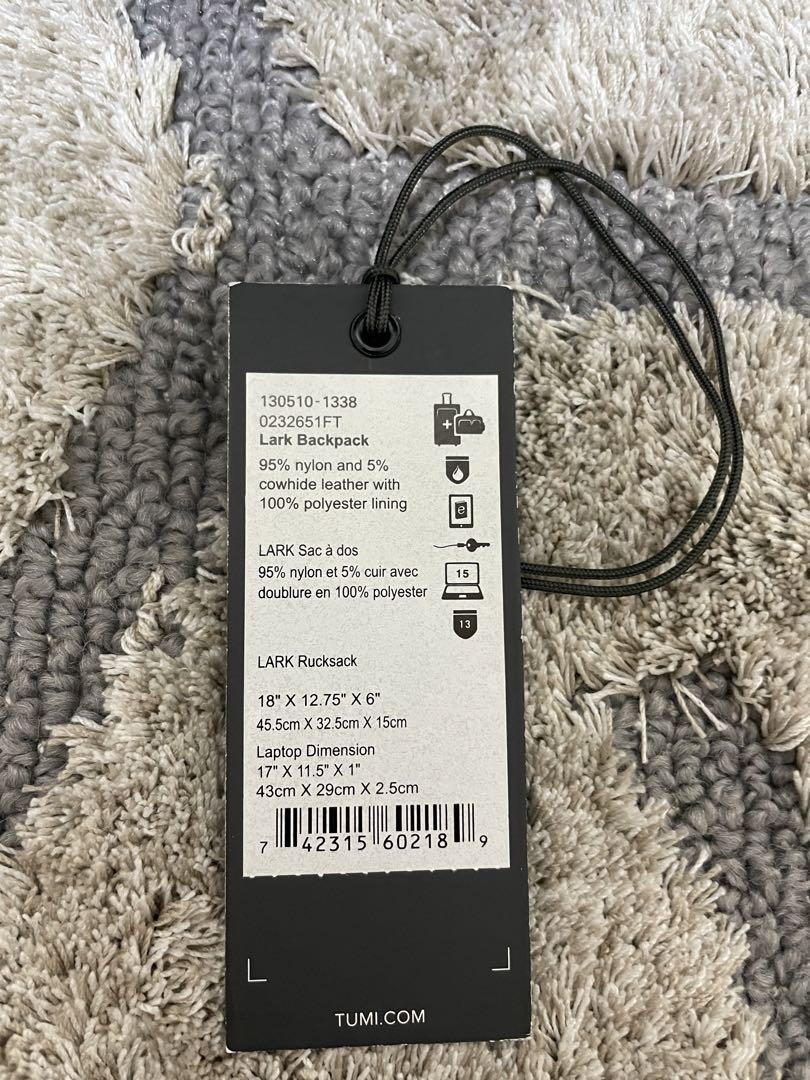 130510-1338
0232651FT
Lark Backpack
95% nylon and 5%
cowhide leather with
100% polyester lining
LARK Sac à dos
95% nylon et 5% cuir avec
doublure en 100% polyester
15
13
LARK Rucksack
18" X 12.75" X 6"
45.5cm X 32.5cm X 15cm
Laptop Dimension
17" X 11.5" X 1"
43cm X 29cm X 2.5cm
7 42315 60218 9
TUMI.COM